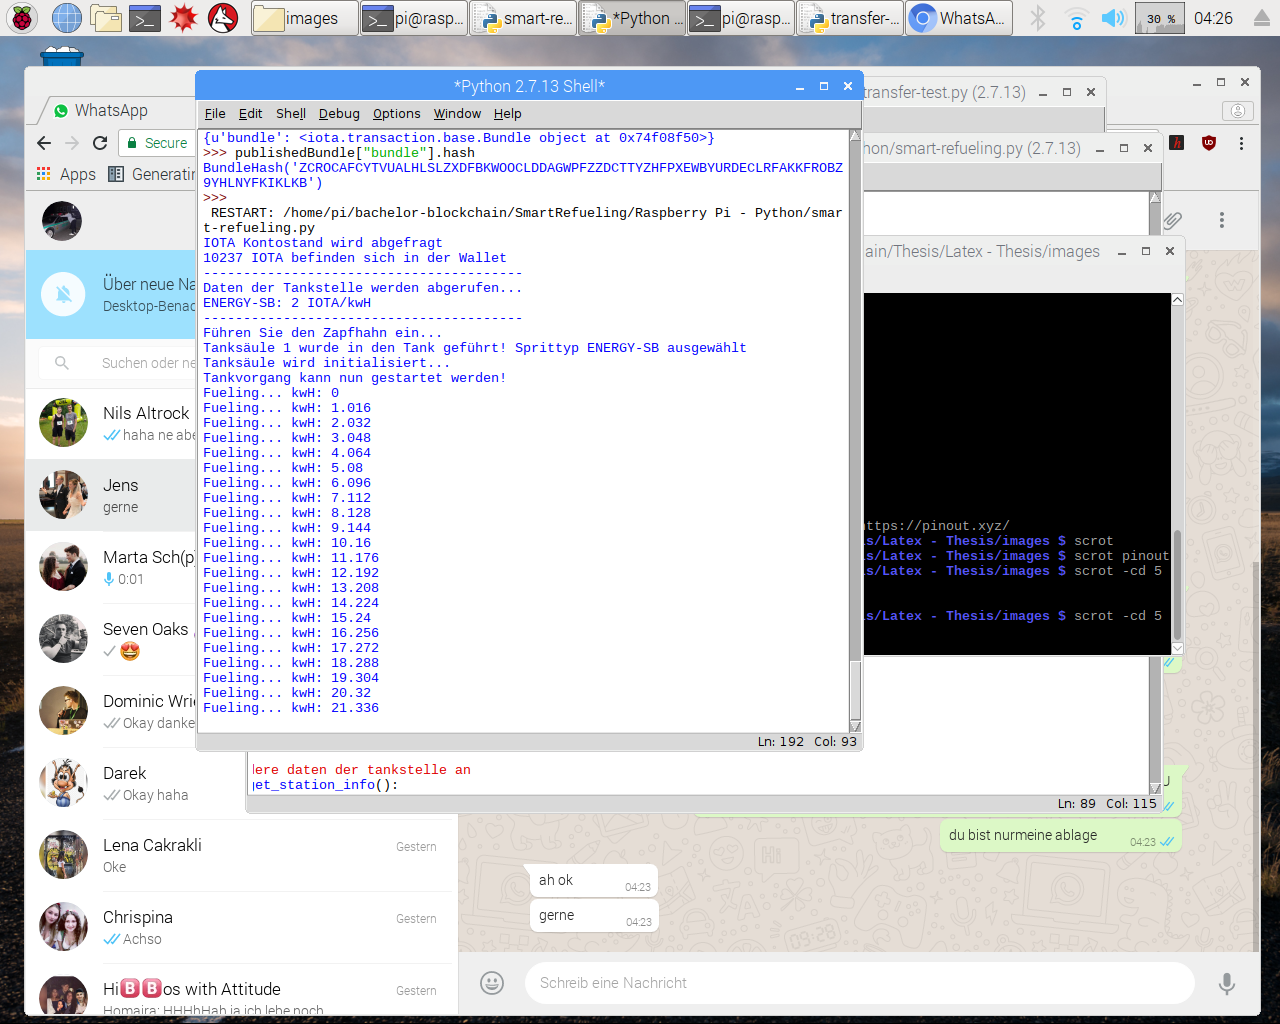 images
pi@rasp...
smart-re...
*Python ...
pi@rasp...
transfer-...
WhatsA...
30 %
04:26
WhatsApp
Secure
Apps
Generatin
Über neue Na
Desktop-Benac
Suchen oder ne
Nils Altrock
haha ne abe
Jens
gerne
Marta Sch(p)
0:01
Seven Oaks
Dominic Wrie
Okay danke
Darek
Okay haha
Lena Cakrakli
Gestern
Oke
Chrispina
Gestern
Achso
Hi🅱🅱os with Attitude
Gestern
Homaira: HHHhHah ja ich lebe noch
*Python 2.7.13 Shell*
File Edit Shell Debug Options Window Help
{u'bundle': <iota.transaction.base.Bundle object at 0x74f08f50>}
>>> publishedBundle["bundle"].hash
BundleHash('ZCROCAFCYTVUALHLSLZXDFBKWOOCLDDAGWPFZZDCTTYZHFPXEWBYURDECLRFAKKFROBZ
9YHLNYFKIKLKB')
>>>
RESTART: /home/pi/bachelor-blockchain/SmartRefueling/Raspberry Pi - Python/smar
t-refueling.py
IOTA Kontostand wird abgefragt
10237 IOTA befinden sich in der Wallet
----------------------------------------
Daten der Tankstelle werden abgerufen...
ENERGY-SB: 2 IOTA/kwH
----------------------------------------
Führen Sie den Zapfhahn ein...
Tanksäule 1 wurde in den Tank geführt! Sprittyp ENERGY-SB ausgewählt
Tanksäule wird initialisiert...
Tankvorgang kann nun gestartet werden!
Fueling... kwH: 0
Fueling... kwH: 1.016
Fueling... kwH: 2.032
Fueling... kwH: 3.048
Fueling... kwH: 4.064
Fueling... kwH: 5.08
Fueling... kwH: 6.096
Fueling... kwH: 7.112
Fueling... kwH: 8.128
Fueling... kwH: 9.144
Fueling... kwH: 10.16
Fueling... kwH: 11.176
Fueling... kwH: 12.192
Fueling... kwH: 13.208
Fueling... kwH: 14.224
Fueling... kwH: 15.24
Fueling... kwH: 16.256
Fueling... kwH: 17.272
Fueling... kwH: 18.288
Fueling... kwH: 19.304
Fueling... kwH: 20.32
Fueling... kwH: 21.336
Ln: 192 Col: 93
transfer-test.py (2.7.13)
hon/smart-refueling.py (2.7.13)
ain/Thesis/Latex - Thesis/images
https://pinout.xyz/
is/Latex - Thesis/images $ scrot
is/Latex - Thesis/images $ scrot pinout
is/Latex - Thesis/images $ scrot -cd 5
is/Latex - Thesis/images $ scrot -cd 5
dere daten der tankstelle an
get_station_info():
Ln: 89 Col: 115
du bist nurmeine ablage
04:23
ah ok
04:23
gerne
04:23
Schreib eine Nachricht